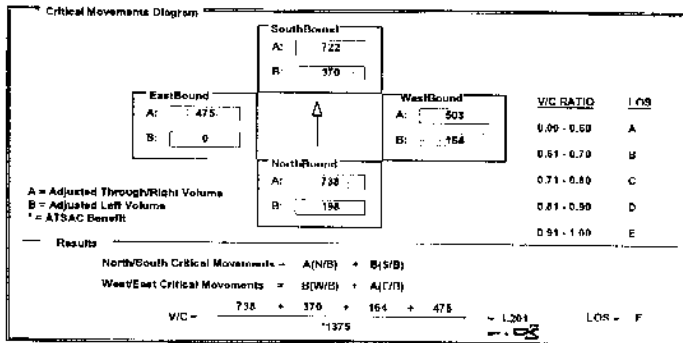 Critical Movements Diagram
SouthBound
A: 722
B: 370
EastBound
A: 475
B: 0
WestBound
A: 503
B: 164
NorthBound
A: 738
B: 198
V/C RATIO LOS
0.00 - 0.60 A
0.61 - 0.70 B
0.71 - 0.80 C
0.81 - 0.90 D
0.91 - 1.00 E
A = Adjusted Through/Right Volume
B = Adjusted Left Volume
* = ATSAC Benefit
Results
North/South Critical Movements = A(N/B) + B(S/B)
West/East Critical Movements = B(W/B) + A(E/B)
V/C = 738 + 370 + 164 + 475 = 1.201 LOS = F
*1375